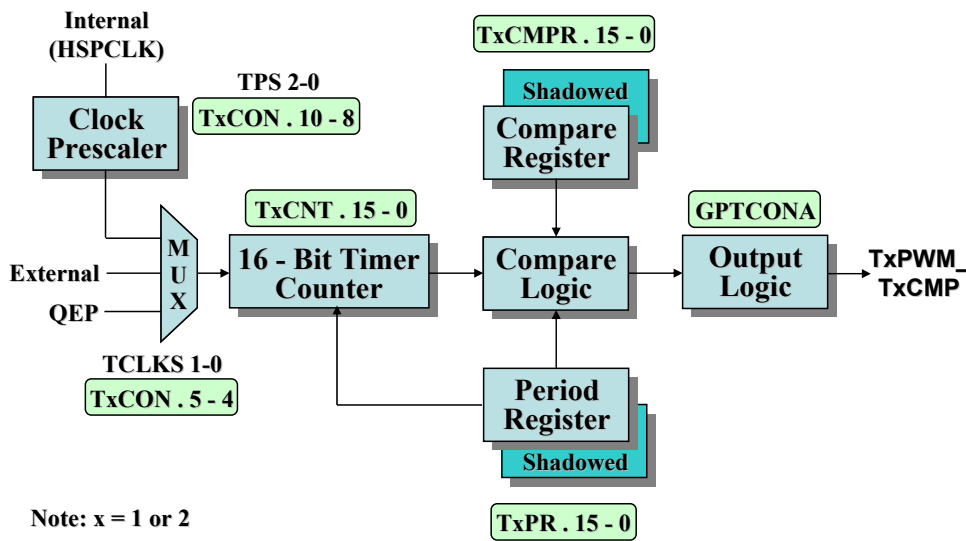 Internal
(HSPCLK)
TPS 2-0
TxCON . 10 - 8
Clock
Prescaler
TxCMPR . 15 - 0
Shadowed
Compare
Register
TxCNT . 15 - 0
GPTCONA
MUX
External
QEP
16 - Bit Timer
Counter
Compare
Logic
Output
Logic
TxPWM_
TxCMP
TCLKS 1-0
TxCON . 5 - 4
Period
Register
Shadowed
TxPR . 15 - 0
Note: x = 1 or 2